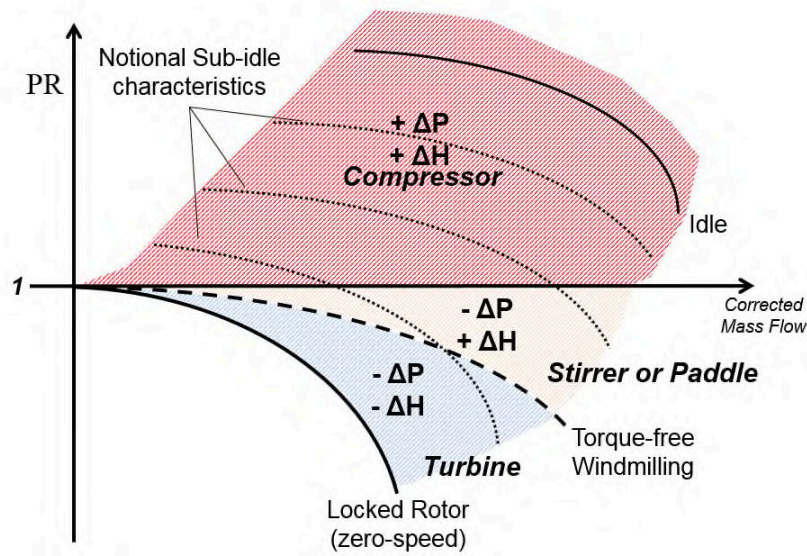 Notional Sub-idle
characteristics
PR
+ ΔP
+ ΔH
Compressor
Idle
1
Corrected
Mass Flow
- ΔP
+ ΔH
Stirrer or Paddle
- ΔP
- ΔH
Torque-free
Windmilling
Turbine
Locked Rotor
(zero-speed)